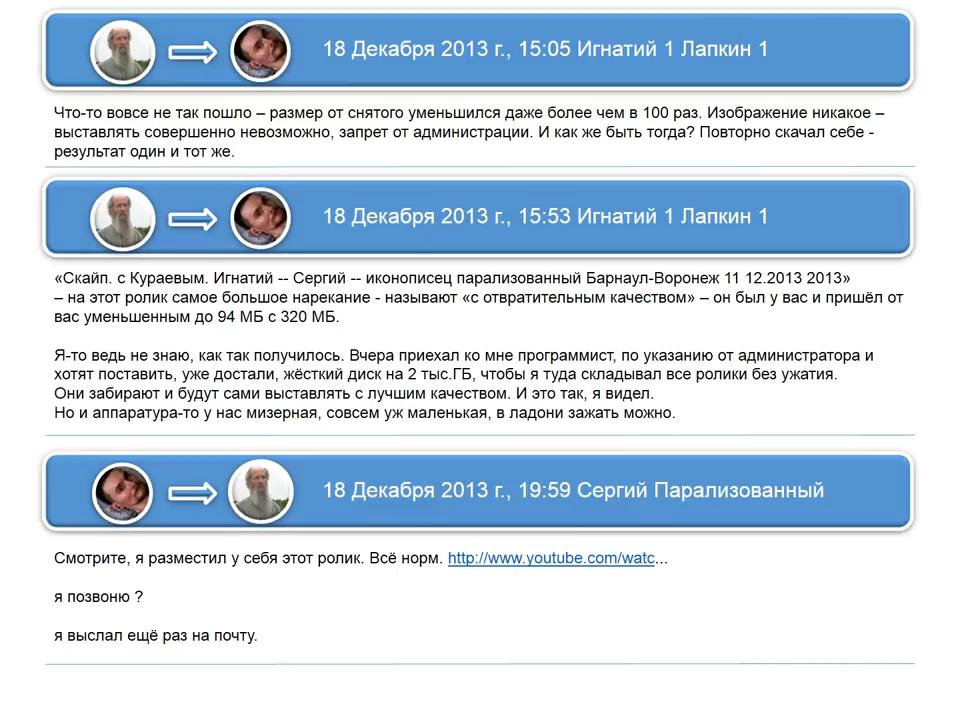 18 Декабря 2013 г., 15:05 Игнатий 1 Лапкин 1
Что-то вовсе не так пошло – размер от снятого уменьшился даже более чем в 100 раз. Изображение никакое –
выставлять совершенно невозможно, запрет от администрации. И как же быть тогда? Повторно скачал себе -
результат один и тот же.
18 Декабря 2013 г., 15:53 Игнатий 1 Лапкин 1
«Скайп. с Кураевым. Игнатий -- Сергий -- иконописец парализованный Барнаул-Воронеж 11 12.2013 2013»
– на этот ролик самое большое нарекание - называют «с отвратительным качеством» – он был у вас и пришёл от
вас уменьшенным до 94 МБ с 320 МБ.
Я-то ведь не знаю, как так получилось. Вчера приехал ко мне программист, по указанию от администратора и
хотят поставить, уже достали, жёсткий диск на 2 тыс.ГБ, чтобы я туда складывал все ролики без ужатия.
Они забирают и будут сами выставлять с лучшим качеством. И это так, я видел.
Но и аппаратура-то у нас мизерная, совсем уж маленькая, в ладони зажать можно.
18 Декабря 2013 г., 19:59 Сергий Парализованный
Смотрите, я разместил у себя этот ролик. Всё норм. http://www.youtube.com/watc...
я позвоню ?
я выслал ещё раз на почту.